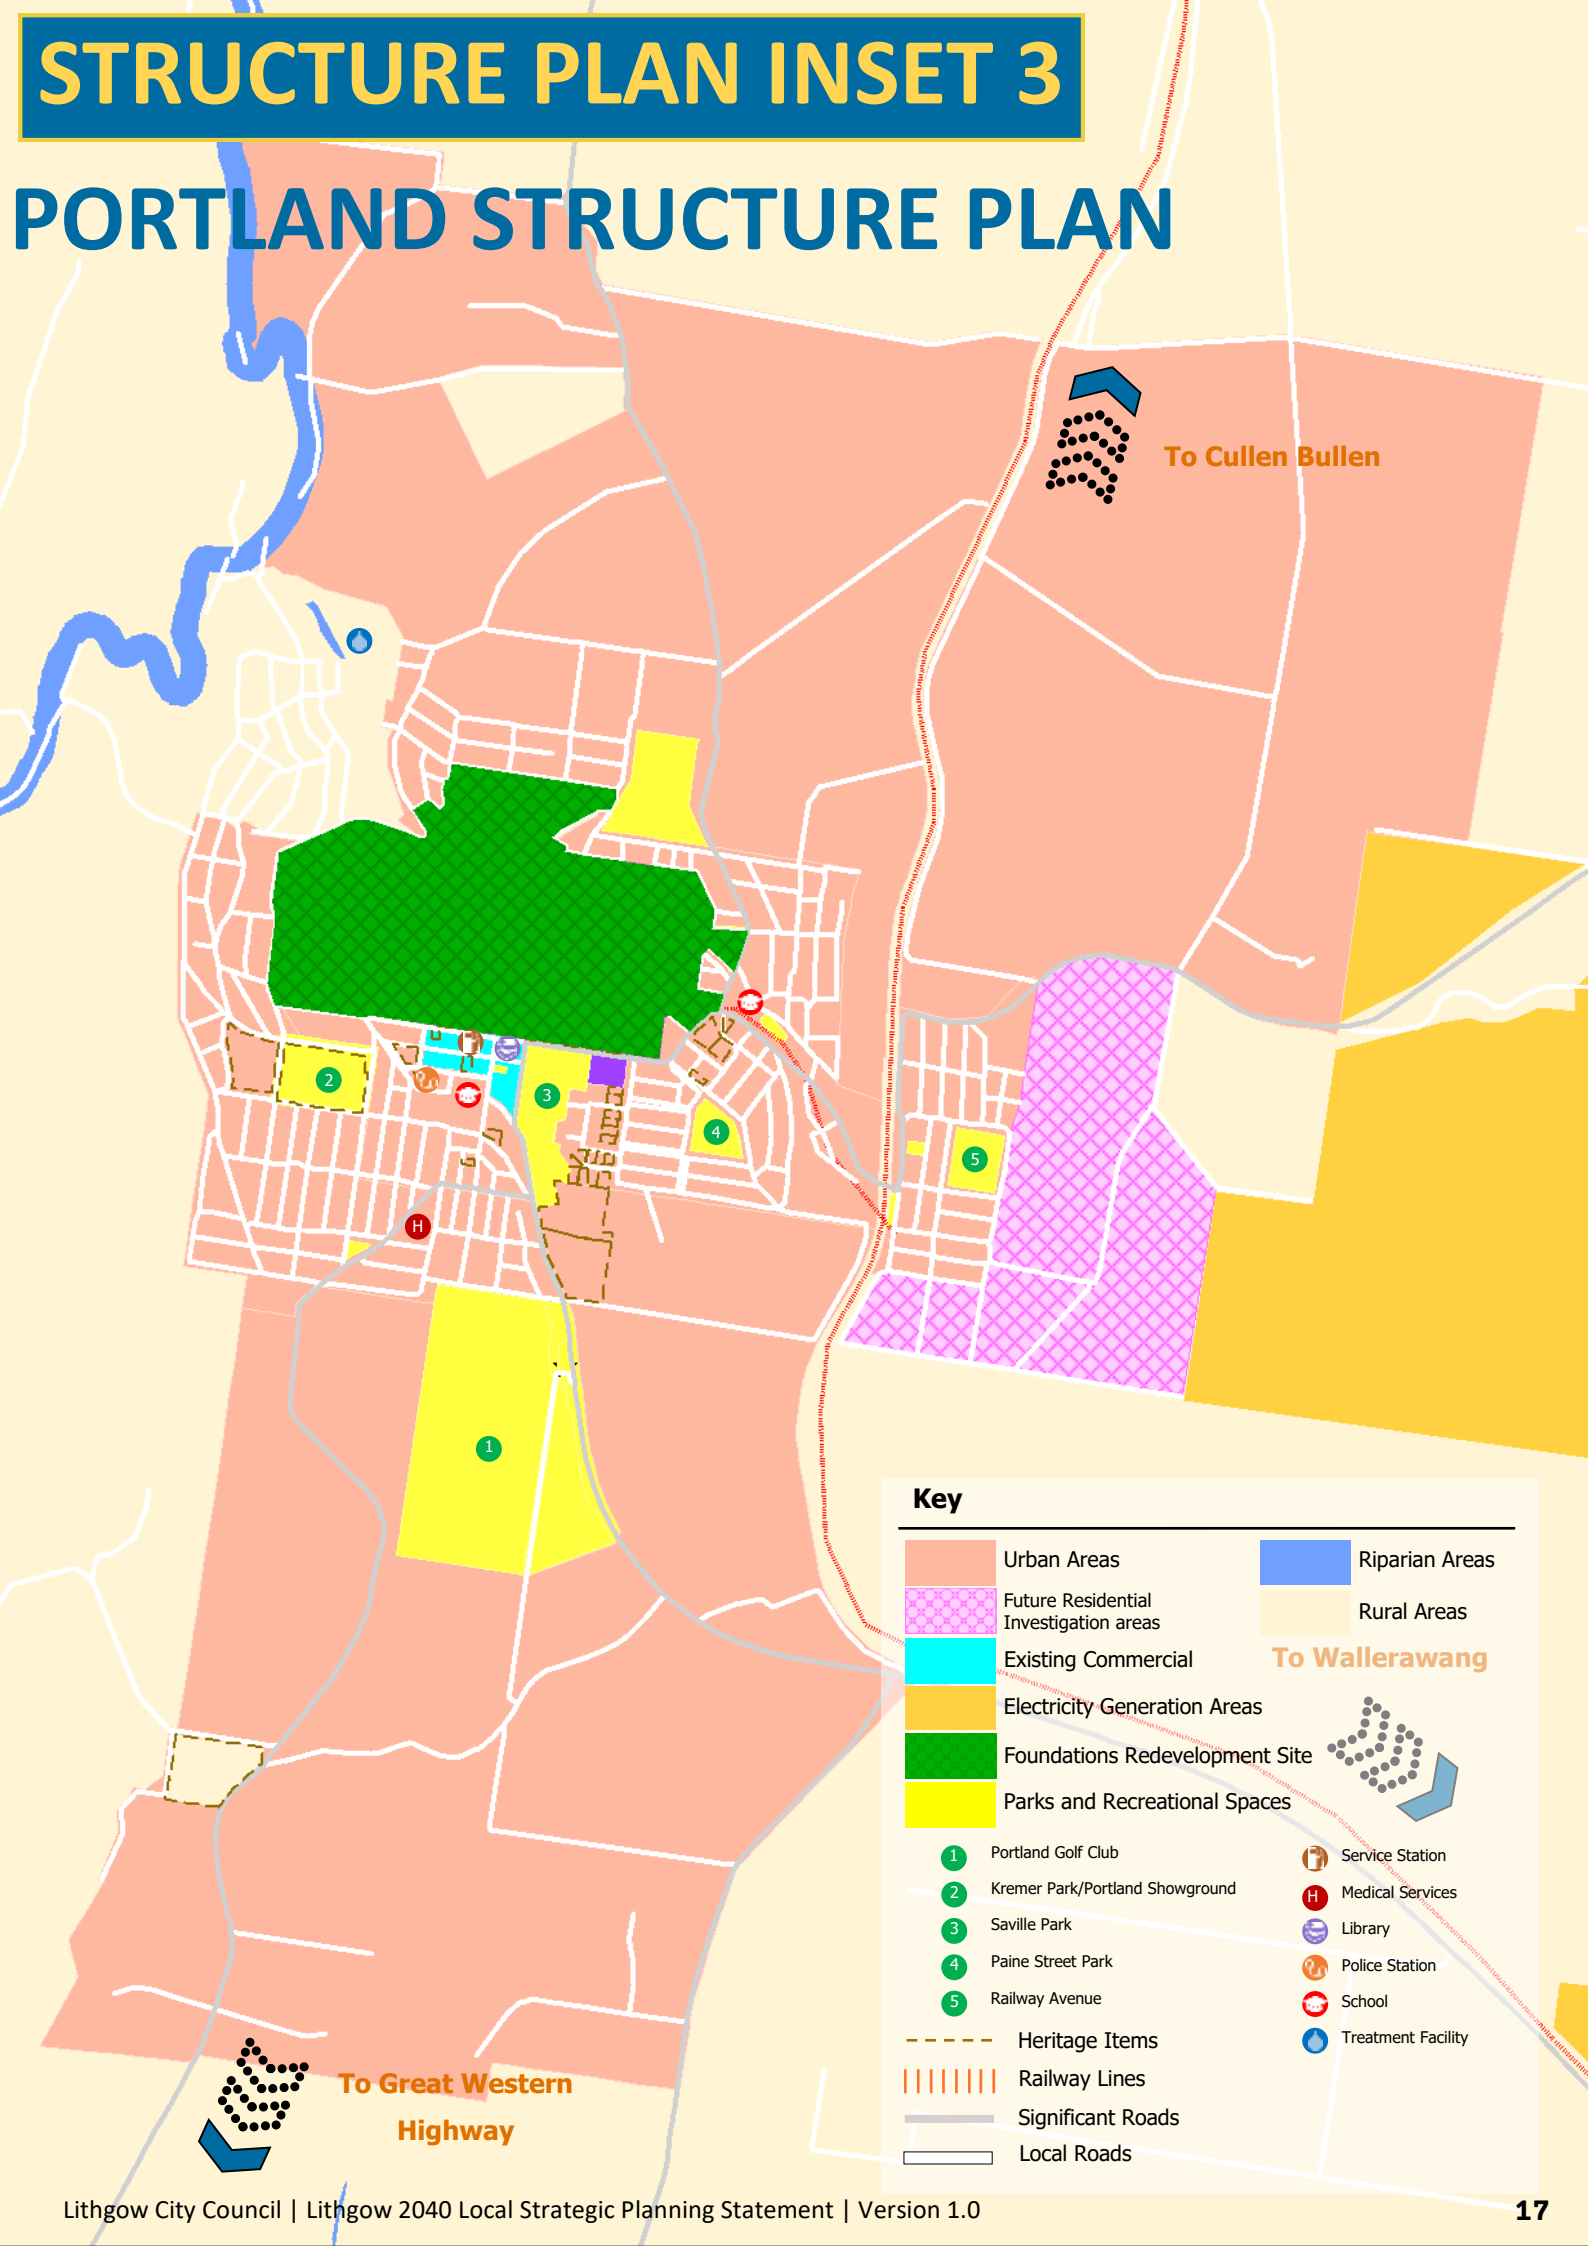 STRUCTURE PLAN INSET 3
PORTLAND STRUCTURE PLAN
To Cullen Bullen
2
3
4
5
H
1
Key
Urban Areas
Riparian Areas
Future Residential
Investigation areas
Rural Areas
Existing Commercial
To Wallerawang
Electricity Generation Areas
Foundations Redevelopment Site
Parks and Recreational Spaces
1 Portland Golf Club
2 Kremer Park/Portland Showground
3 Saville Park
4 Paine Street Park
5 Railway Avenue
Service Station
H Medical Services
Library
Police Station
School
Treatment Facility
Heritage Items
Railway Lines
Significant Roads
Local Roads
To Great Western
Highway
Lithgow City Council | Lithgow 2040 Local Strategic Planning Statement | Version 1.0
17